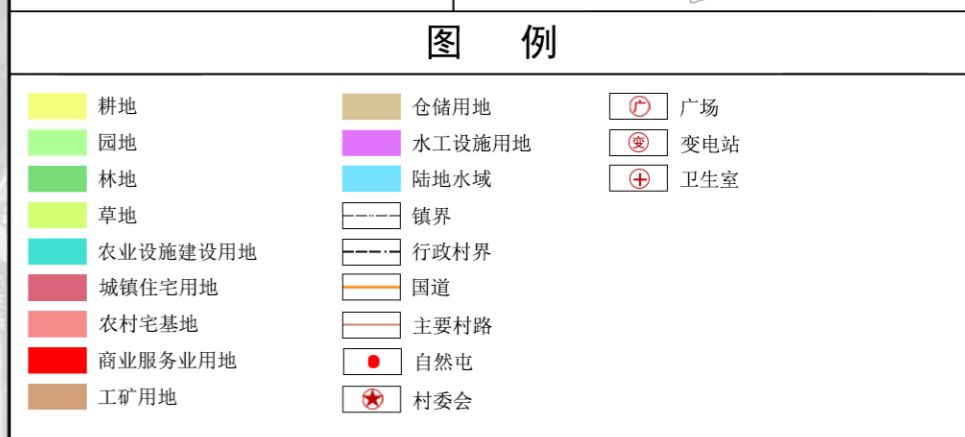 图 例
耕地
园地
林地
草地
农业设施建设用地
城镇住宅用地
农村宅基地
商业服务业用地
工矿用地
仓储用地
水工设施用地
陆地水域
镇界
行政村界
国道
主要村路
自然屯
村委会
广 广场
变 变电站
卫生室